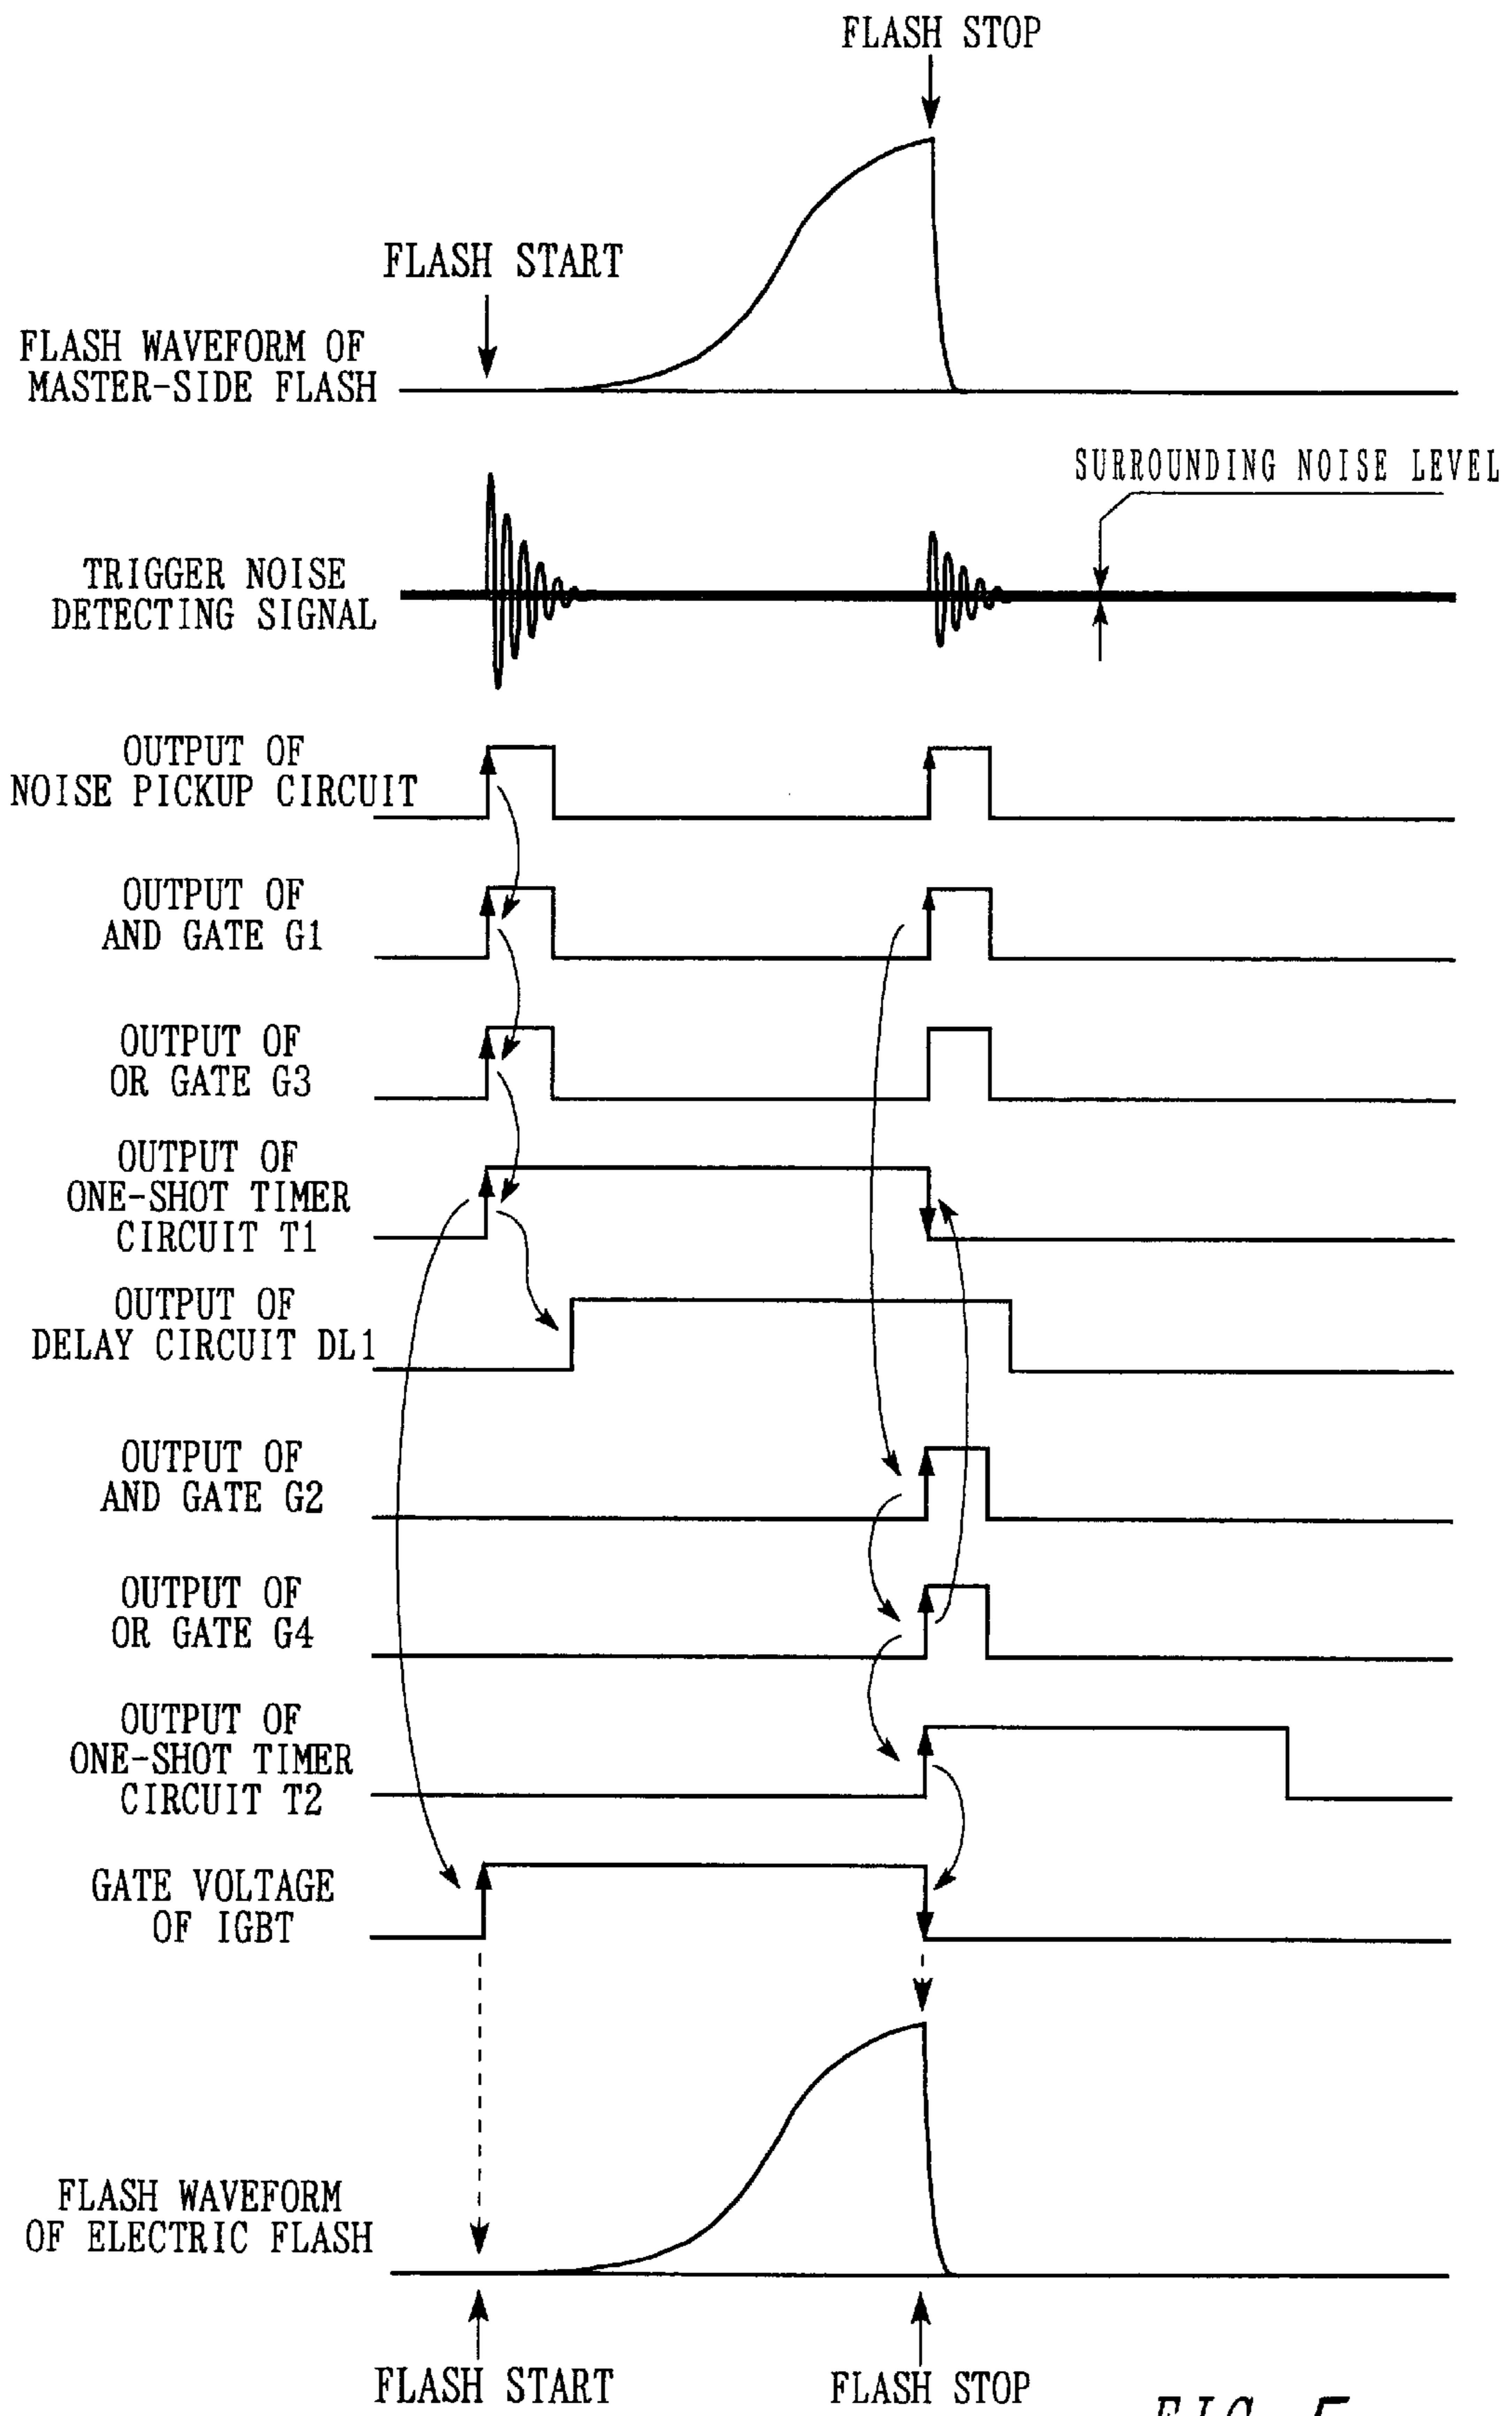 FLASH STOP
FLASH START
FLASH WAVEFORM OF
MASTER-SIDE FLASH
SURROUNDING NOISE LEVEL
TRIGGER NOISE
DETECTING SIGNAL
OUTPUT OF
NOISE PICKUP CIRCUIT
OUTPUT OF
AND GATE G1
OUTPUT OF
OR GATE G3
OUTPUT OF
ONE-SHOT TIMER
CIRCUIT T1
OUTPUT OF
DELAY CIRCUIT DL1
OUTPUT OF
AND GATE G2
OUTPUT OF
OR GATE G4
OUTPUT OF
ONE-SHOT TIMER
CIRCUIT T2
GATE VOLTAGE
OF IGBT
FLASH WAVEFORM
OF ELECTRIC FLASH
FLASH START
FLASH STOP